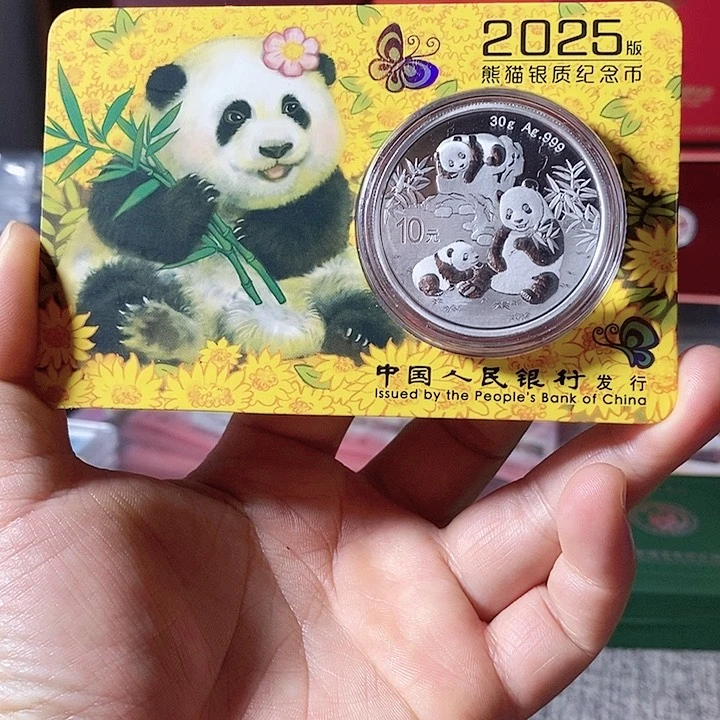 2025版
熊猫银质纪念币
30g Ag.999
10元
中国人民银行发行
Issued by the People's Bank of China